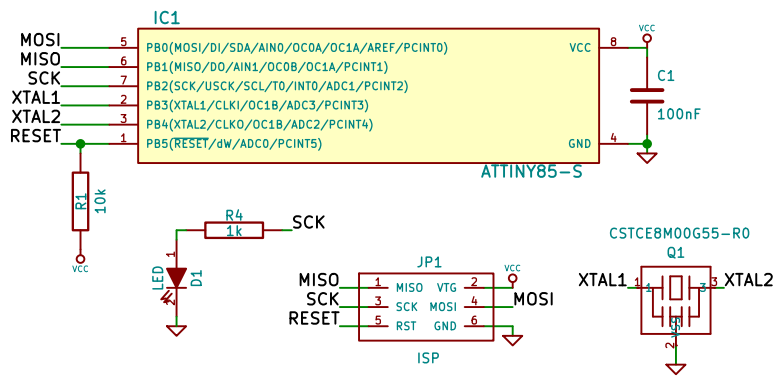 IC1
VCC
MOSI 5 PB0(MOSI/DI/SDA/AIN0/OC0A/OC1A/AREF/PCINT0) VCC 8
MISO 6 PB1(MISO/DO/AIN1/OC0B/OC1A/PCINT1)
SCK 7 PB2(SCK/USCK/SCL/T0/INT0/ADC1/PCINT2)
XTAL1 2 PB3(XTAL1/CLKI/OC1B/ADC3/PCINT3)
XTAL2 3 PB4(XTAL2/CLKO/OC1B/ADC2/PCINT4)
RESET 1 PB5(RESET/dW/ADC0/PCINT5) GND 4
C1
100nF
ATTINY85-S
R1
10k
VCC
R4
1k
SCK
1
LED
D1
2
JP1
VCC
MISO 1 MISO VTG 2
SCK 3 SCK MOSI 4 MOSI
RESET 5 RST GND 6
ISP
CSTCE8M00G55-R0
Q1
XTAL1 1 1 3 3 XTAL2
VSS
2